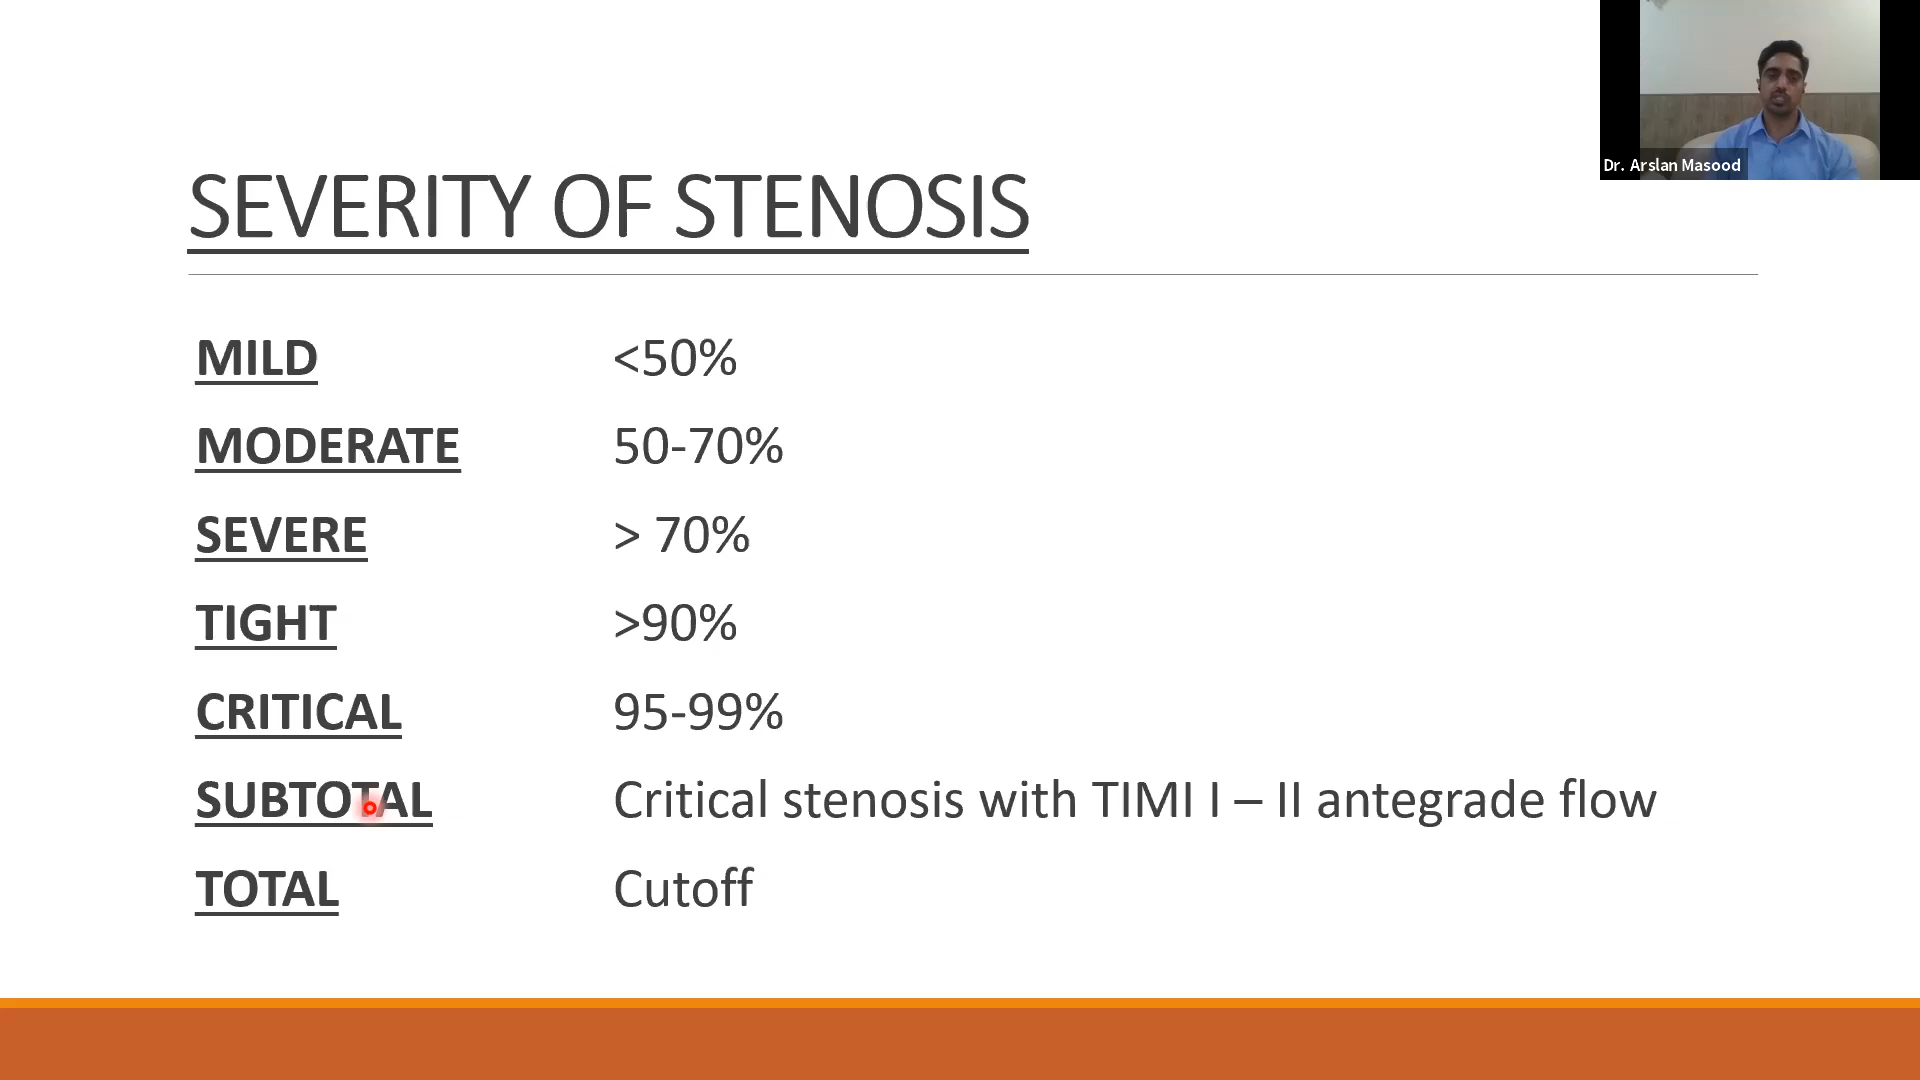 Dr. Arslan Masood
SEVERITY OF STENOSIS
MILD <50%
MODERATE 50-70%
SEVERE > 70%
TIGHT >90%
CRITICAL 95-99%
SUBTOTAL Critical stenosis with TIMI I – II antegrade flow
TOTAL Cutoff